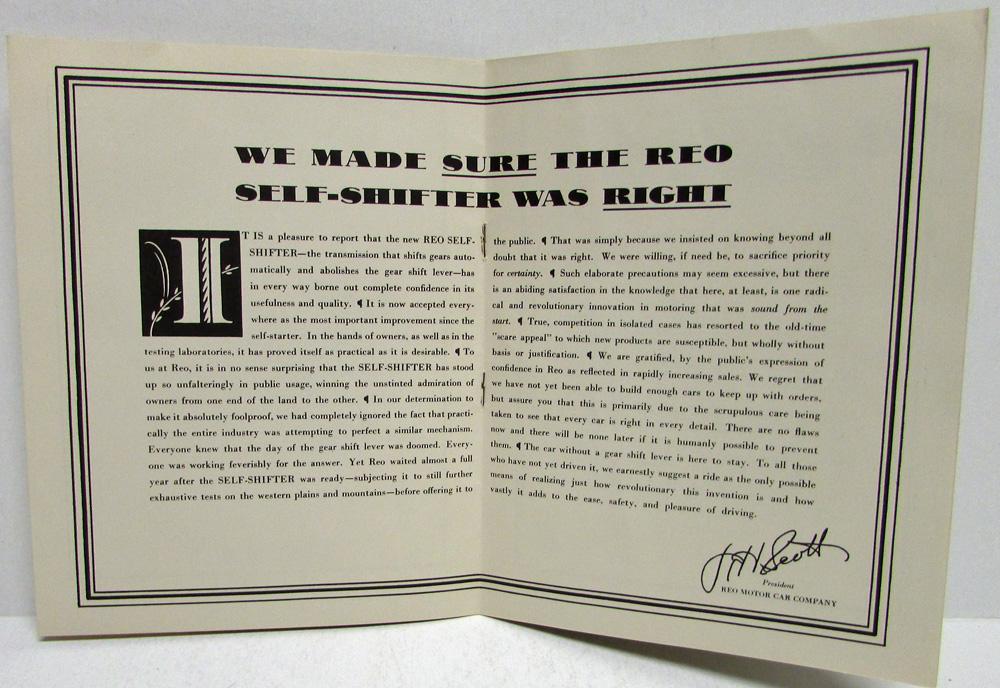 WE MADE SURE THE REO
SELF-SHIFTER WAS RIGHT
IT IS a pleasure to report that the new REO SELF-
SHIFTER—the transmission that shifts gears auto-
matically and abolishes the gear shift lever—has
in every way borne out complete confidence in its
usefulness and quality. ¶ It is now accepted every-
where as the most important improvement since the
self-starter. In the hands of owners, as well as in the
testing laboratories, it has proved itself as practical as it is desirable. ¶ To
us at Reo, it is in no sense surprising that the SELF-SHIFTER has stood
up so unfalteringly in public usage, winning the unstinted admiration of
owners from one end of the land to the other. ¶ In our determination to
make it absolutely foolproof, we had completely ignored the fact that practi-
cally the entire industry was attempting to perfect a similar mechanism.
Everyone knew that the day of the gear shift lever was doomed. Every-
one was working feverishly for the answer. Yet Reo waited almost a full
year after the SELF-SHIFTER was ready—subjecting it to still further
exhaustive tests on the western plains and mountains—before offering it to
the public. ¶ That was simply because we insisted on knowing beyond all
doubt that it was right. We were willing, if need be, to sacrifice priority
for certainty. ¶ Such elaborate precautions may seem excessive, but there
is an abiding satisfaction in the knowledge that here, at least, is one radi-
cal and revolutionary innovation in motoring that was sound from the
start. ¶ True, competition in isolated cases has resorted to the old-time
"scare appeal" to which new products are susceptible, but wholly without
basis or justification. ¶ We are gratified, by the public's expression of
confidence in Reo as reflected in rapidly increasing sales. We regret that
we have not yet been able to build enough cars to keep up with orders,
but assure you that this is primarily due to the scrupulous care being
taken to see that every car is right in every detail. There are no flaws
now and there will be none later if it is humanly possible to prevent
them. ¶ The car without a gear shift lever is here to stay. To all those
who have not yet driven it, we earnestly suggest a ride as the only possible
means of realizing just how revolutionary this invention is and how
vastly it adds to the ease, safety, and pleasure of driving.
J H Scott
President
REO MOTOR CAR COMPANY